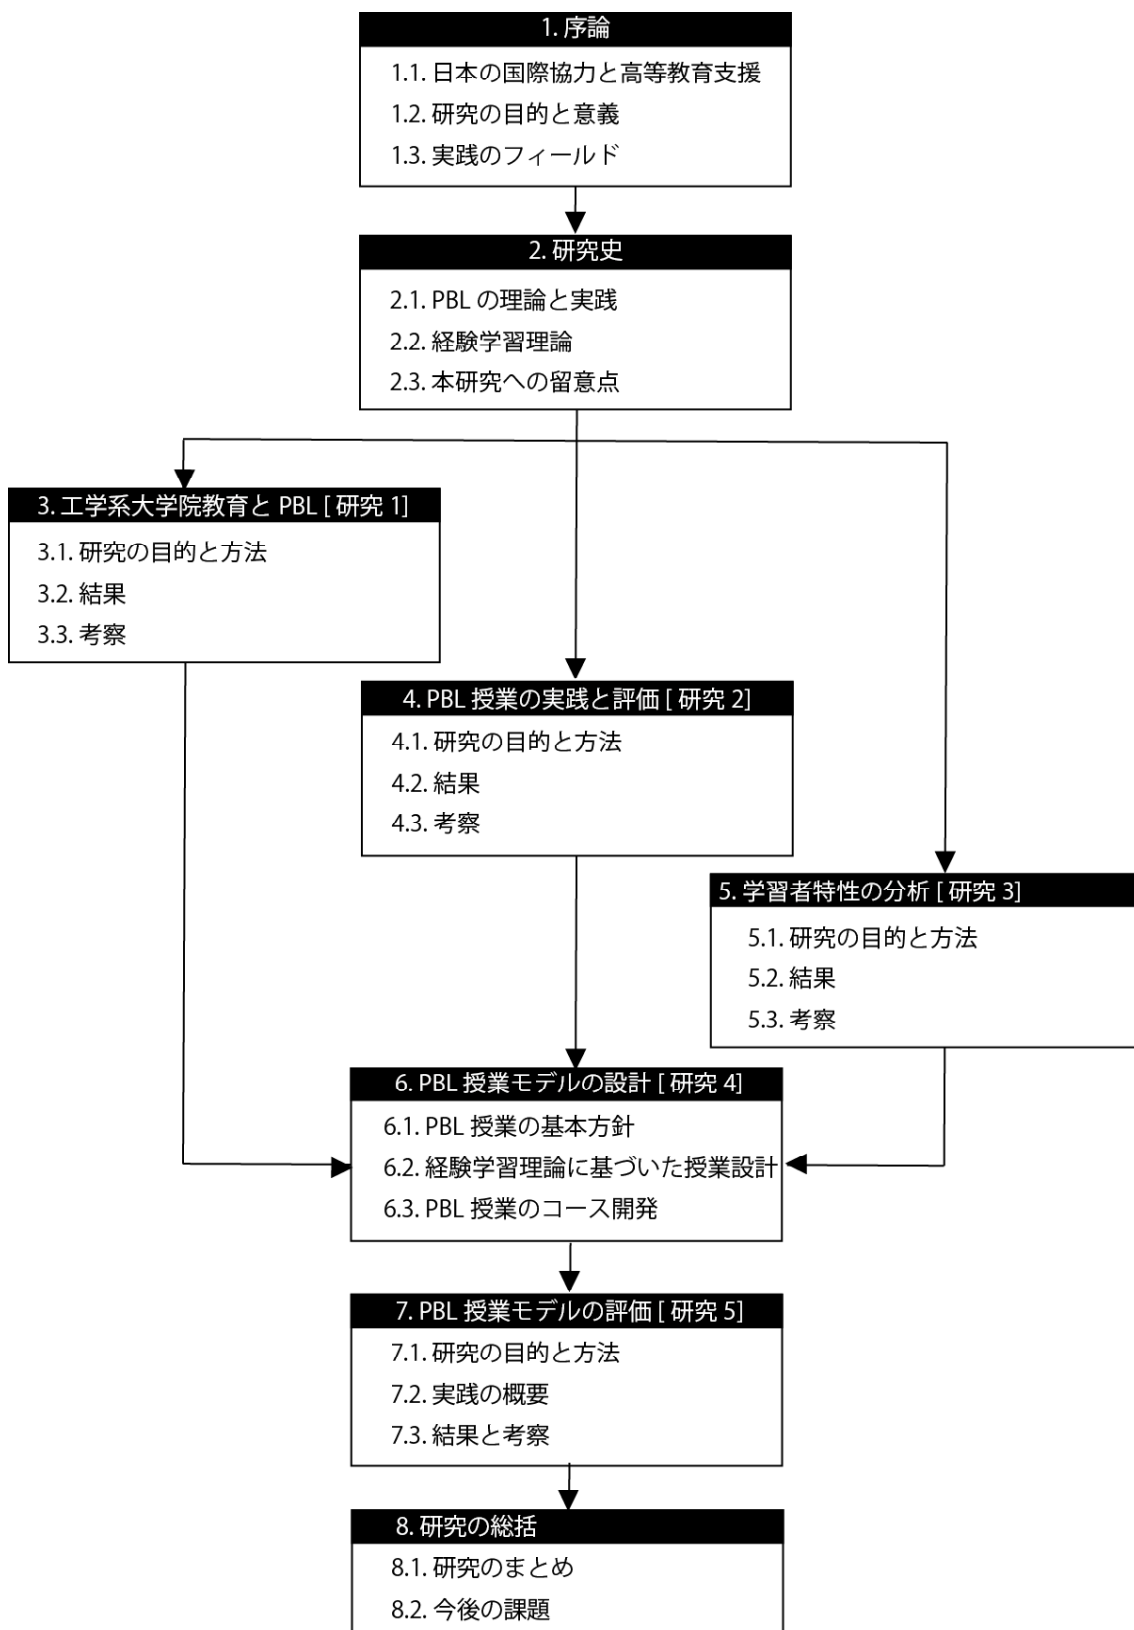 1. 序論
1.1. 日本の国際協力と高等教育支援
1.2. 研究の目的と意義
1.3. 実践のフィールド
2. 研究史
2.1. PBL の理論と実践
2.2. 経験学習理論
2.3. 本研究への留意点
3. 工学系大学院教育と PBL [ 研究 1]
3.1. 研究の目的と方法
3.2. 結果
3.3. 考察
4. PBL 授業の実践と評価 [ 研究 2]
4.1. 研究の目的と方法
4.2. 結果
4.3. 考察
5. 学習者特性の分析 [ 研究 3]
5.1. 研究の目的と方法
5.2. 結果
5.3. 考察
6. PBL 授業モデルの設計 [ 研究 4]
6.1. PBL 授業の基本方針
6.2. 経験学習理論に基づいた授業設計
6.3. PBL 授業のコース開発
7. PBL 授業モデルの評価 [ 研究 5]
7.1. 研究の目的と方法
7.2. 実践の概要
7.3. 結果と考察
8. 研究の総括
8.1. 研究のまとめ
8.2. 今後の課題